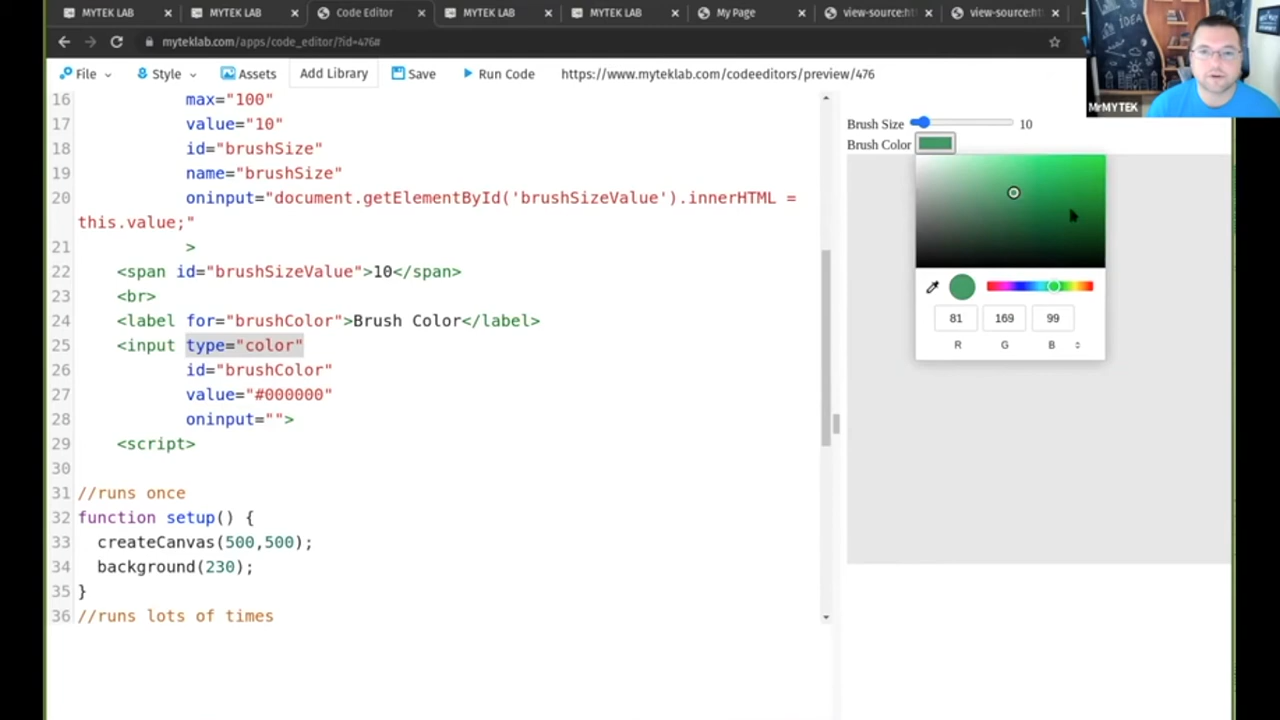 MYTEK LAB
MYTEK LAB
Code Editor
MYTEK LAB
MYTEK LAB
My Page
view-source:ht
view-source:ht
myteklab.com/apps/code_editor/?id=476#
File
Style
Assets
Add Library
Save
Run Code
https://www.myteklab.com/codeeditors/preview/476
IDEA
MrMYTEK
16 max="100"
17 value="10"
18 id="brushSize"
19 name="brushSize"
20 oninput="document.getElementById('brushSizeValue').innerHTML =
this.value;"
21 >
22 <span id="brushSizeValue">10</span>
23 <br>
24 <label for="brushColor">Brush Color</label>
25 <input type="color"
26 id="brushColor"
27 value="#000000"
28 oninput="">
29 <script>
30
31 //runs once
32 function setup() {
33 createCanvas(500,500);
34 background(230);
35 }
36 //runs lots of times
Brush Size 10
Brush Color
81 169 99
R G B